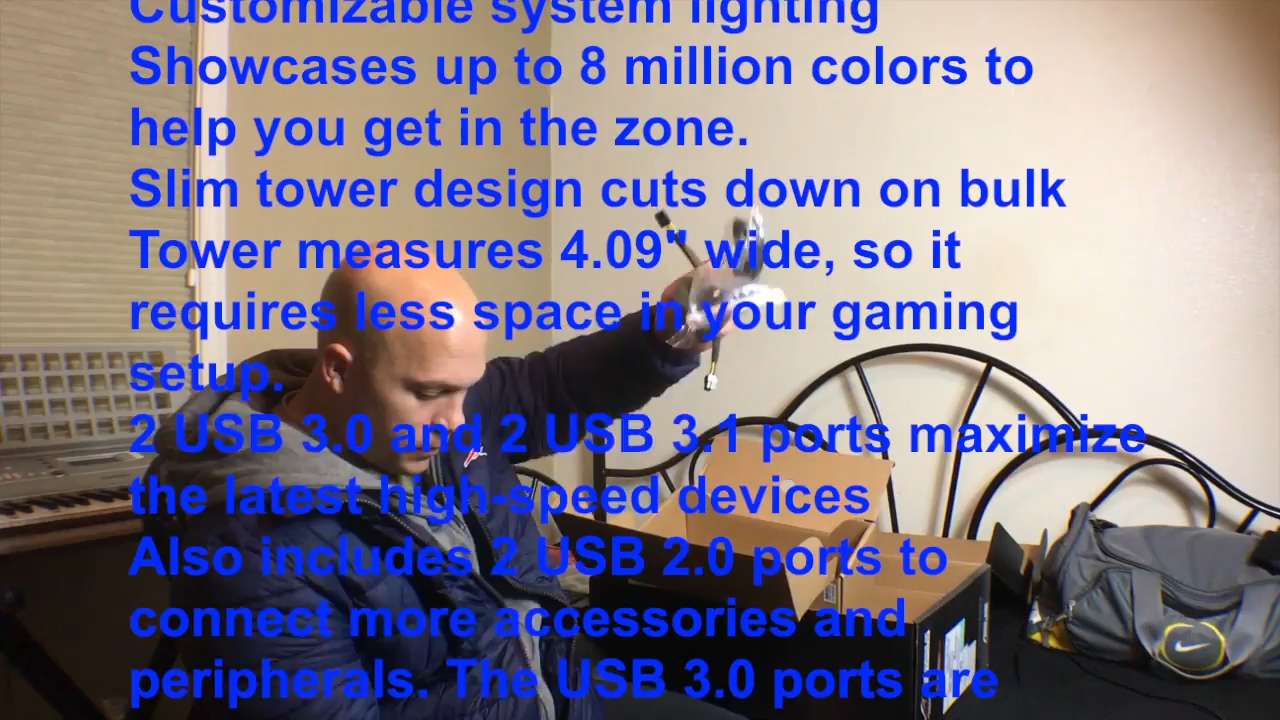 Customizable system lighting
Showcases up to 8 million colors to
help you get in the zone.
Slim tower design cuts down on bulk
Tower measures 4.09" wide, so it
requires less space in your gaming
setup.
2 USB 3.0 and 2 USB 3.1 ports maximize
the latest high-speed devices
Also includes 2 USB 2.0 ports to
connect more accessories and
peripherals. The USB 3.0 ports are